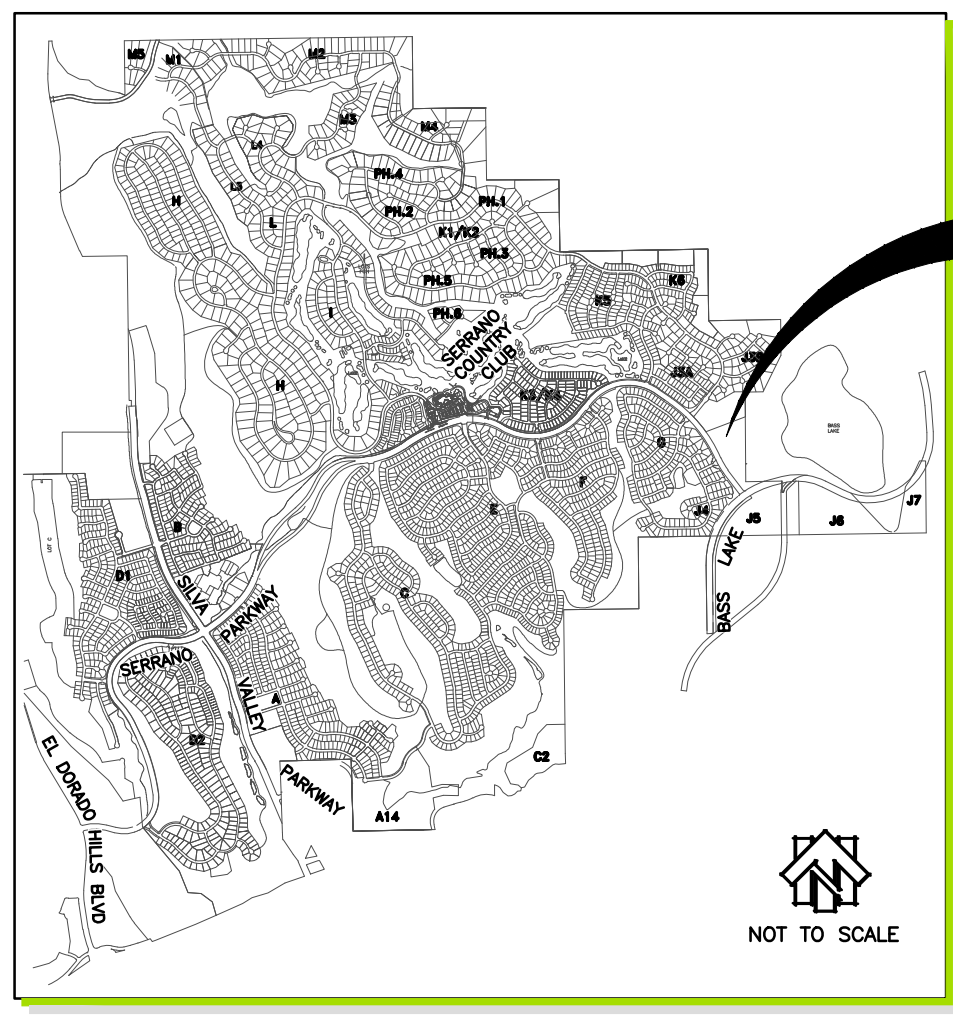 M5
M1
M2
M3
M4
L4
L3
H
L
PH.4
PH.2
PH.1
K1/K2
PH.3
PH.5
PH.6
I
H
SERRANO
COUNTRY
CLUB
K5
K6
J3A
K3/K4
G
F
J4
J5
J6
J7
BASS
LAKE
BASS LAKE
LOT C
B
D1
C
SILVA
PARKWAY
SERRANO
VALLEY
A
D2
C2
A14
PARKWAY
EL DORADO
HILLS BLVD
N
NOT TO SCALE